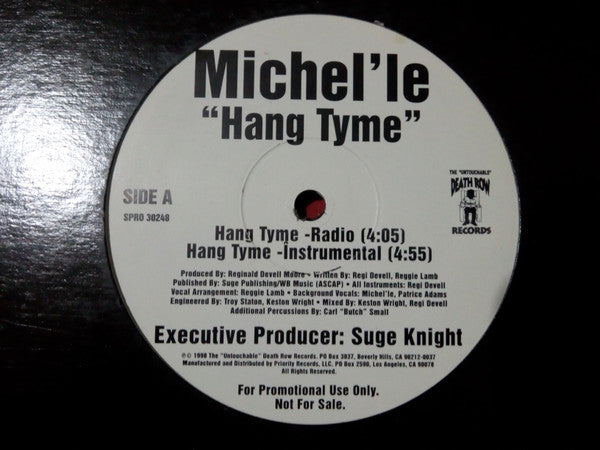 Michel'le
"Hang Tyme"
SIDE A
SPRO 30248
THE "UNTOUCHABLE"
DEATH ROW
RECORDS
Hang Tyme -Radio (4:05)
Hang Tyme -Instrumental (4:55)
Produced By: Reginald Devell Moore - Written By: Regi Devell, Reggie Lamb
Published By: Suge Publishing/WB Music (ASCAP) • All Instruments: Regi Devell
Vocal Arrangement: Reggie Lamb • Background Vocals: Michel'le, Patrice Adams
Engineered By: Troy Staton, Keston Wright • Mixed By: Keston Wright, Regi Devell
Additional Percussions By: Carl "Butch" Small
Executive Producer: Suge Knight
℗ © 1998 The "Untouchable" Death Row Records. PO Box 3037, Beverly Hills, CA 90212-0037
Manufactured and Distributed by Priority Records, LLC. PO Box 2590, Los Angeles, CA 90078
All Rights Reserved.
For Promotional Use Only.
Not For Sale.